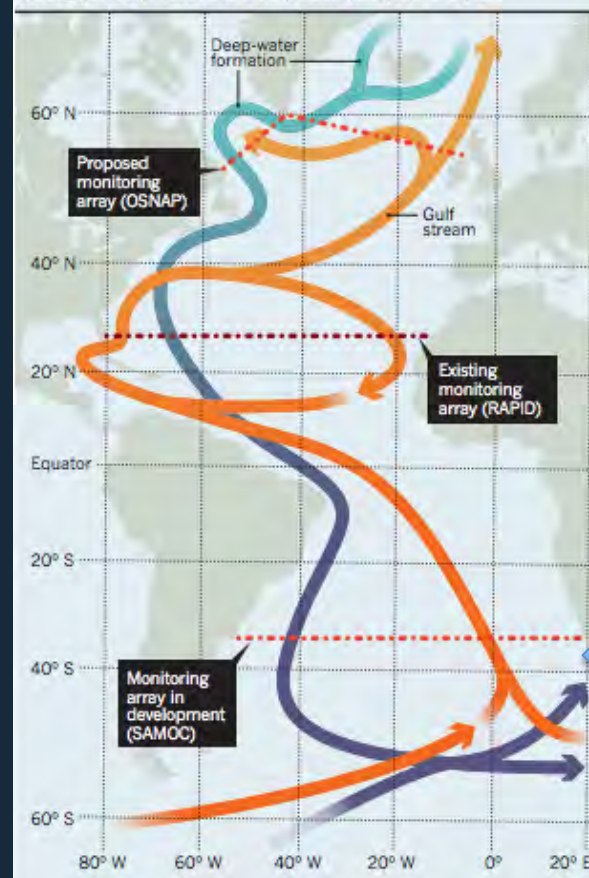 Deep-water
formation
60° N
Proposed
monitoring
array (OSNAP)
Gulf
stream
40° N
20° N
Existing
monitoring
array (RAPID)
Equator
20° S
40° S
Monitoring
array in
development
(SAMOC)
60° S
80° W 60° W 40° W 20° W 0° 20° E